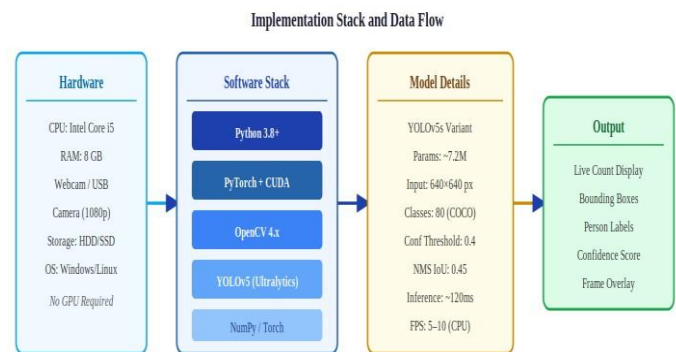 Implementation Stack and Data Flow
Hardware
CPU: Intel Core i5
RAM: 8 GB
Webcam / USB
Camera (1080p)
Storage: HDD/SSD
OS: Windows/Linux
No GPU Required
Software Stack
Python 3.8+
PyTorch + CUDA
OpenCV 4.x
YOLOv5 (Ultralytics)
NumPy / Torch
Model Details
YOLOv5s Variant
Params: ~7.2M
Input: 640×640 px
Classes: 80 (COCO)
Conf Threshold: 0.4
NMS IoU: 0.45
Inference: ~120ms
FPS: 5–10 (CPU)
Output
Live Count Display
Bounding Boxes
Person Labels
Confidence Score
Frame Overlay